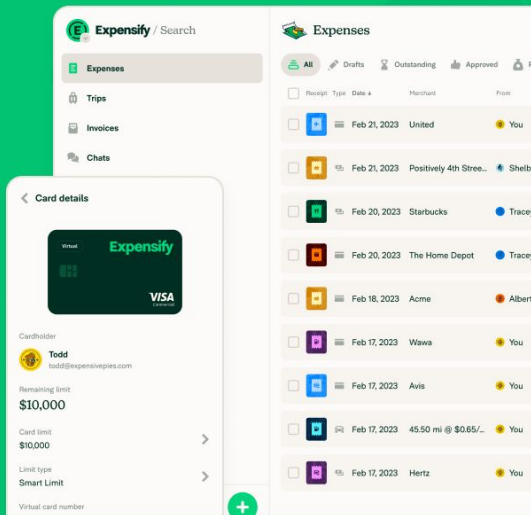 Expensify / Search
Expenses
Trips
Invoices
Chats
Expenses
All Drafts Outstanding Approved
Receipt Type Date Merchant From
Feb 21, 2023 United You
Feb 21, 2023 Positively 4th Stree... Shelb
Feb 20, 2023 Starbucks Tracey
Feb 20, 2023 The Home Depot Tracey
Feb 18, 2023 Acme Albert
Feb 17, 2023 Wawa You
Feb 17, 2023 Avis You
Feb 17, 2023 45.50 mi @ $0.65/... You
Feb 17, 2023 Hertz You
Card details
Virtual Expensify
VISA
Cardholder
Todd
todd@expensivepies.com
Remaining limit
$10,000
Card limit
$10,000
Limit type
Smart Limit
Virtual card number